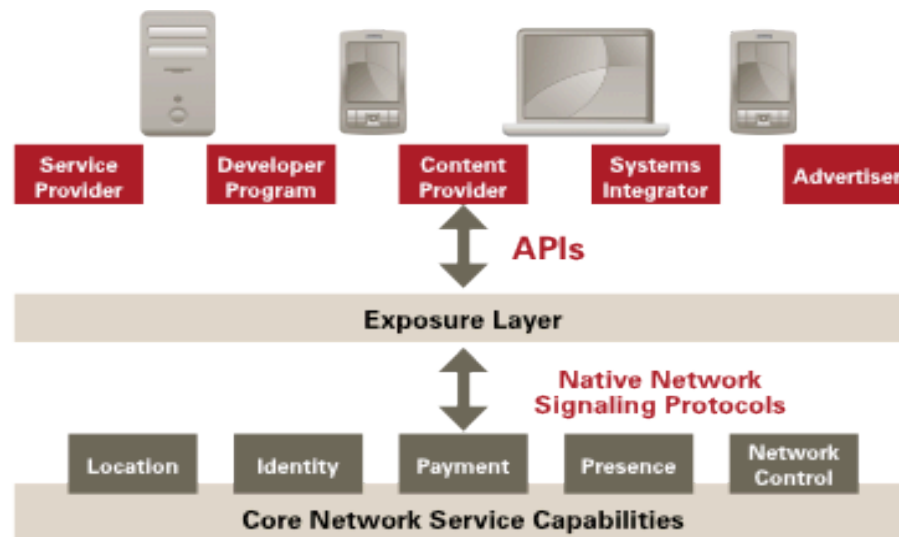 Service
Provider
Developer
Program
Content
Provider
Systems
Integrator
Advertiser
APIs
Exposure Layer
Native Network
Signaling Protocols
Location
Identity
Payment
Presence
Network
Control
Core Network Service Capabilities